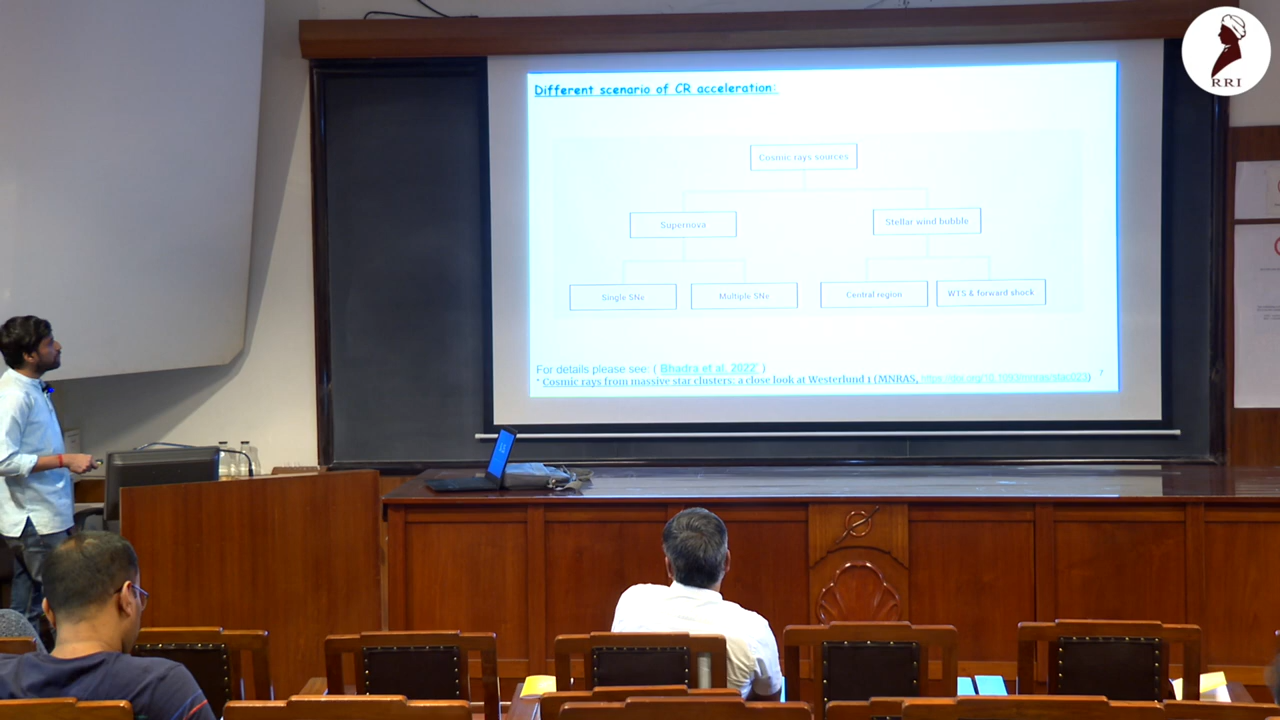 RRI
Different scenario of CR acceleration:
Cosmic rays sources
Supernova
Stellar wind bubble
Single SNe
Multiple SNe
Central region
WTS & forward shock
For details please see: ( Bhadra et al. 2022* )
* Cosmic rays from massive star clusters: a close look at Westerlund 1 (MNRAS,
7